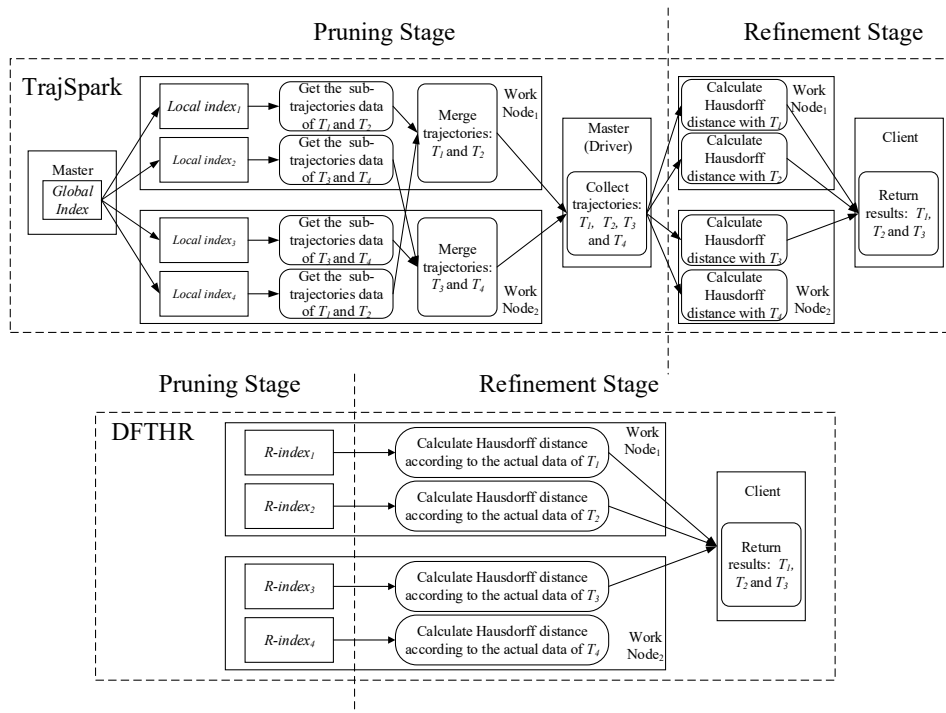 Pruning Stage
Refinement Stage
TrajSpark
Master
Global
Index
Local index1
Local index2
Local index3
Local index4
Get the sub-
trajectories data
of T1 and T2
Get the sub-
trajectories data
of T3 and T4
Get the sub-
trajectories data
of T3 and T4
Get the sub-
trajectories data
of T1 and T2
Merge
trajectories:
T1 and T2
Work
Node1
Merge
trajectories:
T3 and T4
Work
Node2
Master
(Driver)
Collect
trajectories:
T1, T2, T3
and T4
Calculate
Hausdorff
distance with T1
Calculate
Hausdorff
distance with T2
Work
Node1
Calculate
Hausdorff
distance with T3
Calculate
Hausdorff
distance with T4
Work
Node2
Client
Return
results: T1,
T2 and T3
Pruning Stage
Refinement Stage
DFTHR
R-index1
R-index2
R-index3
R-index4
Calculate Hausdorff distance
according to the actual data of T1
Calculate Hausdorff distance
according to the actual data of T2
Work
Node1
Calculate Hausdorff distance
according to the actual data of T3
Calculate Hausdorff distance
according to the actual data of T4
Work
Node2
Client
Return
results: T1,
T2 and T3